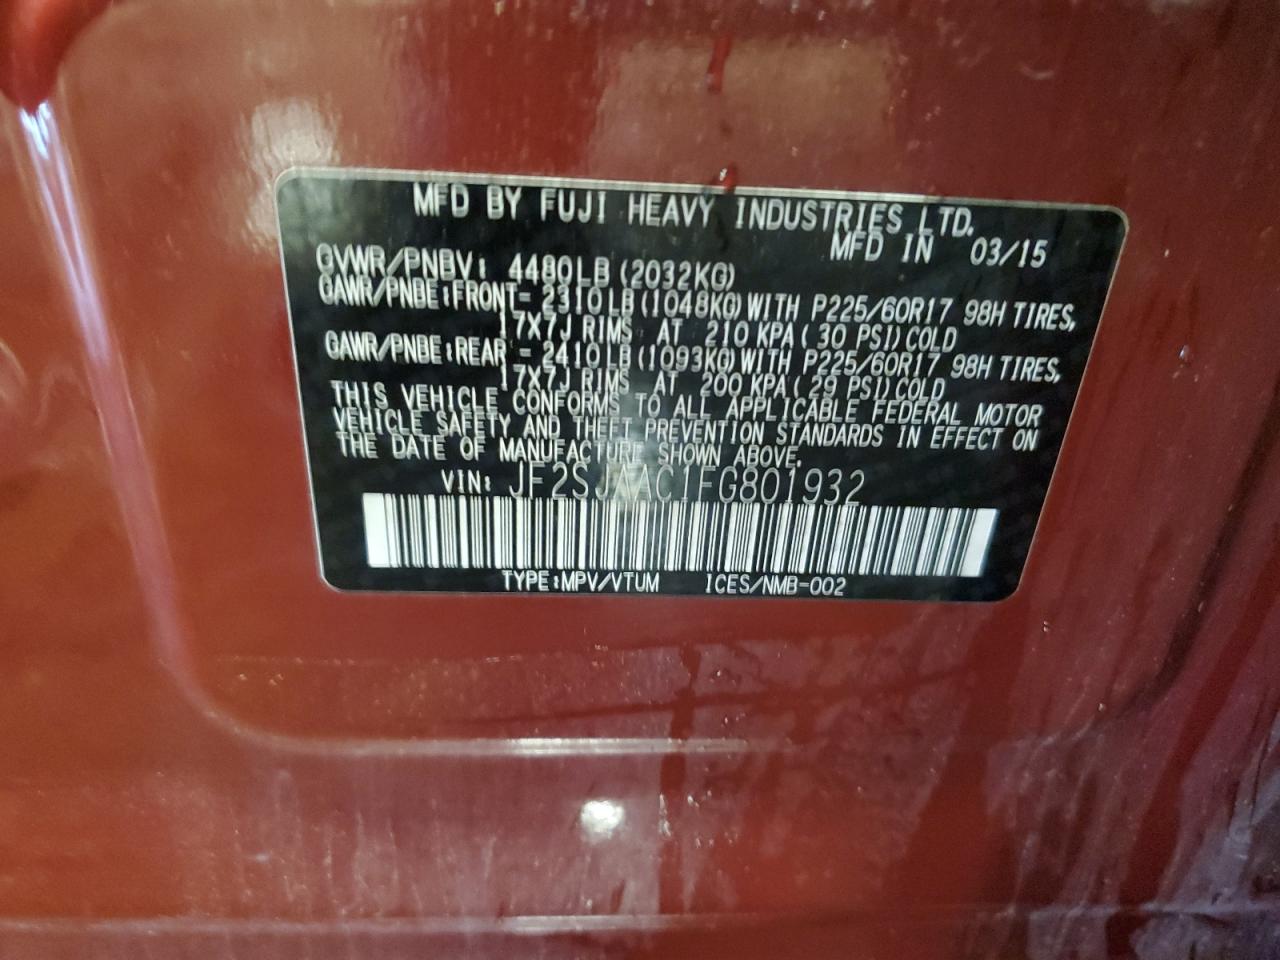 MFD BY FUJI HEAVY INDUSTRIES LTD.
MFD IN 03/15
GVWR/PNBV: 4480LB (2032KG)
GAWR/PNBE:FRONT= 2310LB (1048KG) WITH P225/60R17 98H TIRES,
17X7J RIMS AT 210 KPA (30 PSI) COLD
GAWR/PNBE:REAR = 2410LB (1093KG) WITH P225/60R17 98H TIRES,
17X7J RIMS AT 200 KPA (29 PSI) COLD
THIS VEHICLE CONFORMS TO ALL APPLICABLE FEDERAL MOTOR
VEHICLE SAFETY AND THEFT PREVENTION STANDARDS IN EFFECT ON
THE DATE OF MANUFACTURE SHOWN ABOVE.
VIN: JF2SJAAC1FG801932
TYPE:MPV/VTUM ICES/NMB-002